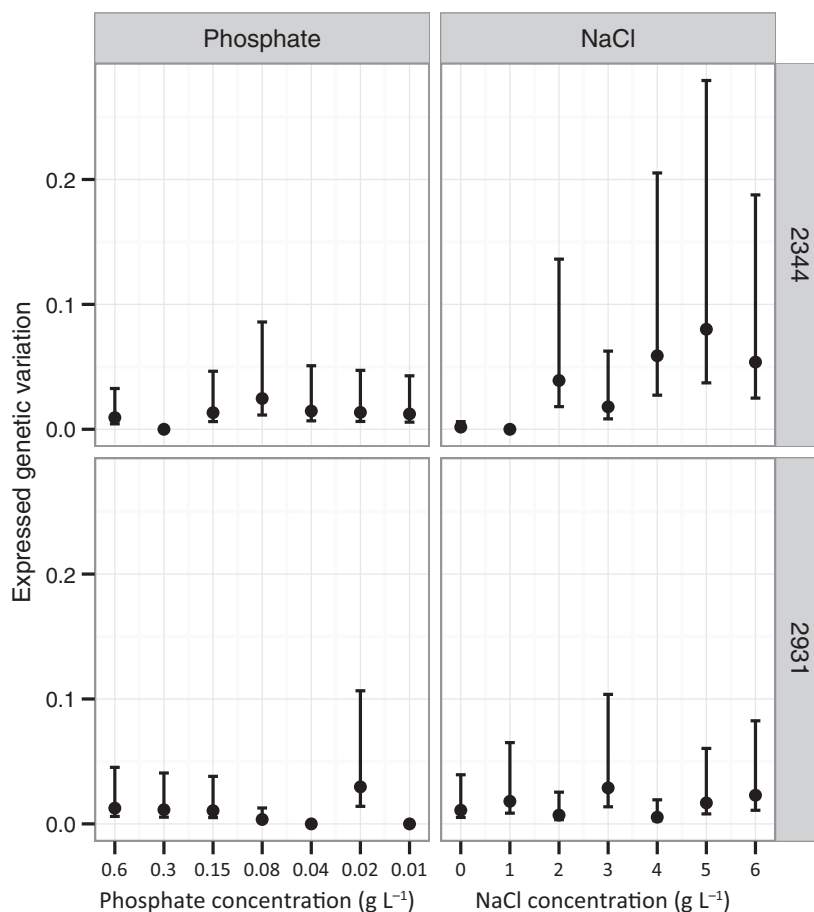 Phosphate NaCl
Expressed genetic variation
0.2
0.1
0.0
2344
0.2
0.1
0.0
2931
0.6 0.3 0.15 0.08 0.04 0.02 0.01 0 1 2 3 4 5 6
Phosphate concentration (g L⁻¹) NaCl concentration (g L⁻¹)